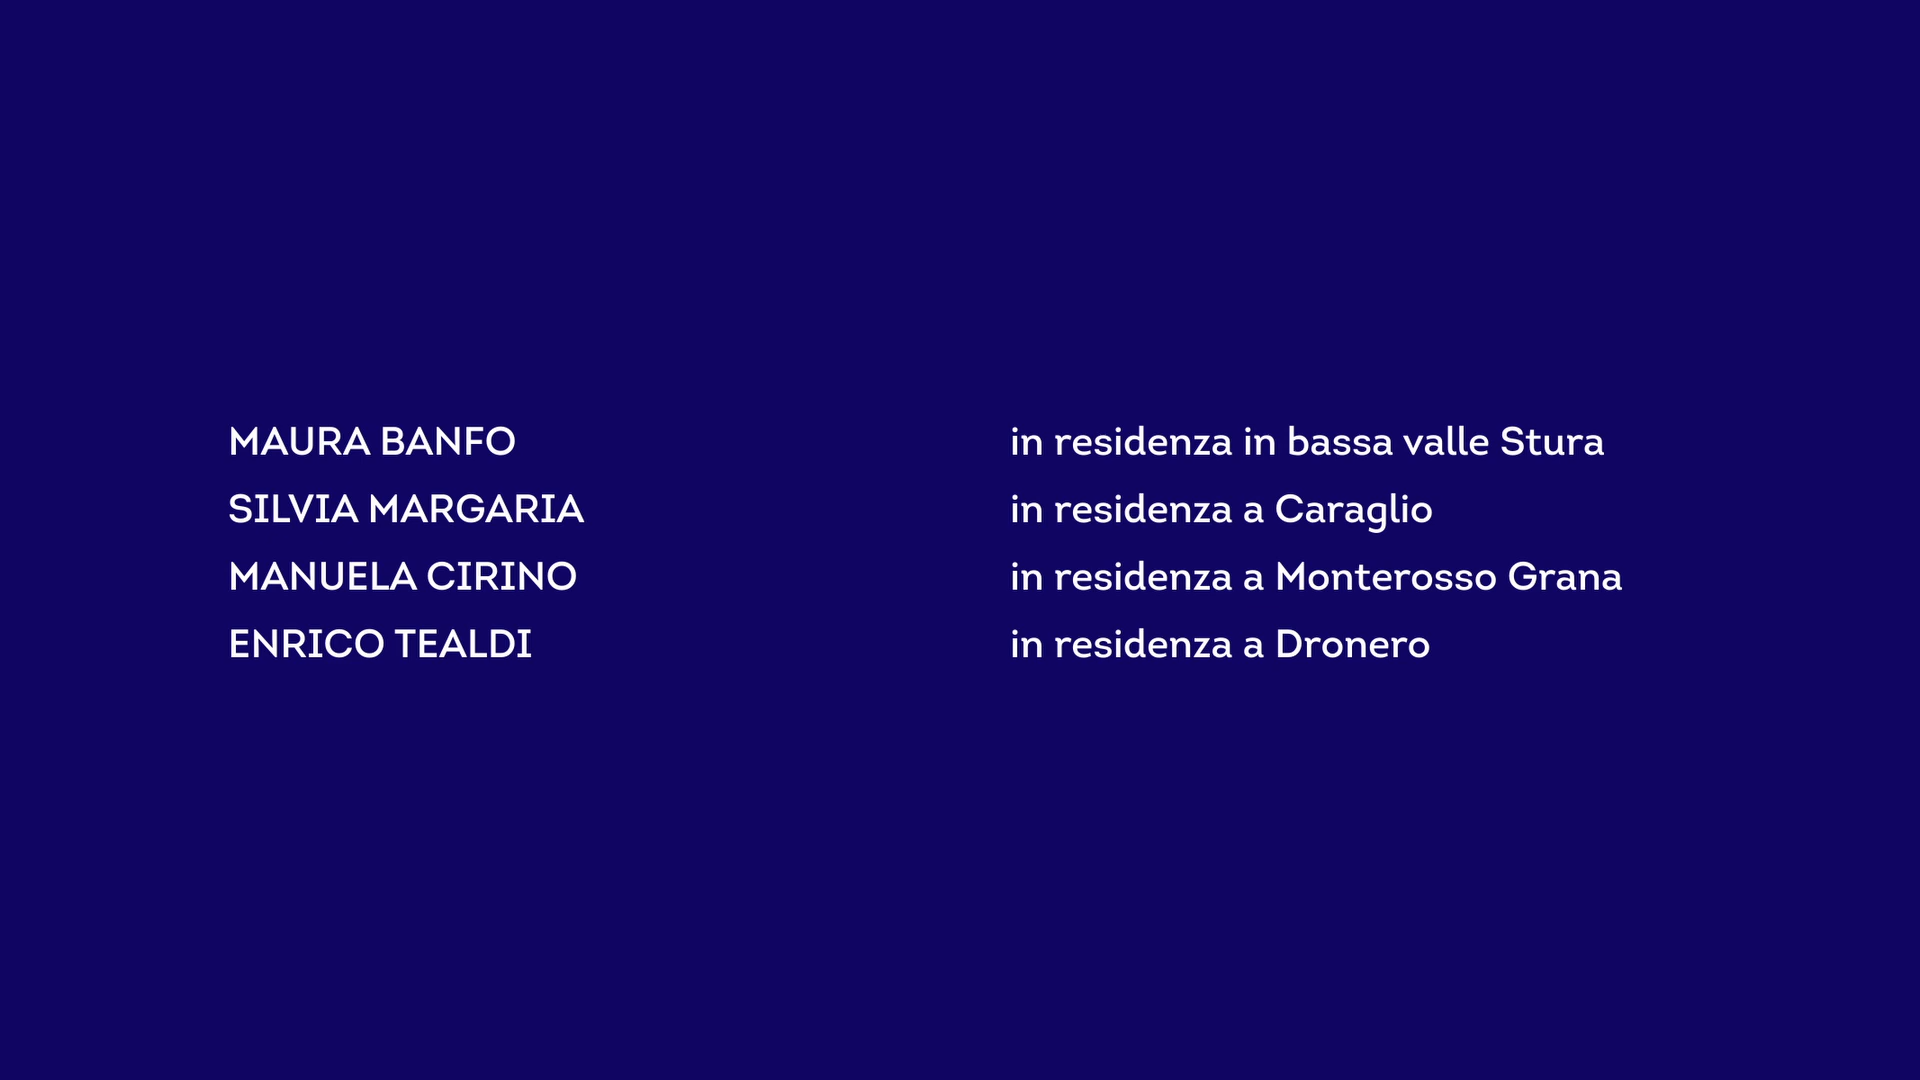 MAURA BANFO in residenza in bassa valle Stura
SILVIA MARGARIA in residenza a Caraglio
MANUELA CIRINO in residenza a Monterosso Grana
ENRICO TEALDI in residenza a Dronero